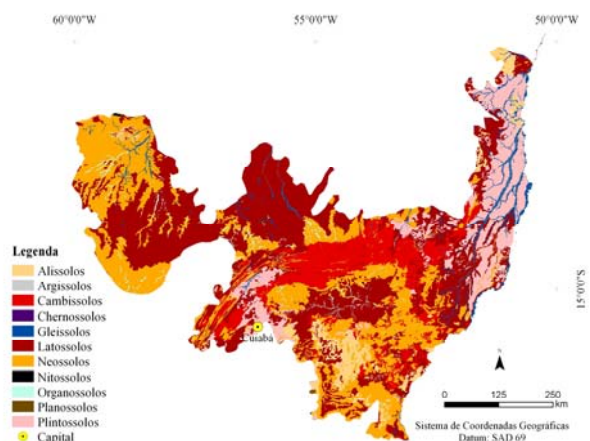 60°0'0"W
55°0'0"W
50°0'0"W
15°0'0"S
Cuiabá
Legenda
Alissolos
Argissolos
Cambissolos
Chernossolos
Gleissolos
Latossolos
Neossolos
Nitossolos
Organossolos
Planossolos
Plintossolos
Capital
0 125 250
km
Sistema de Coordenadas Geográficas
Datum: SAD 69